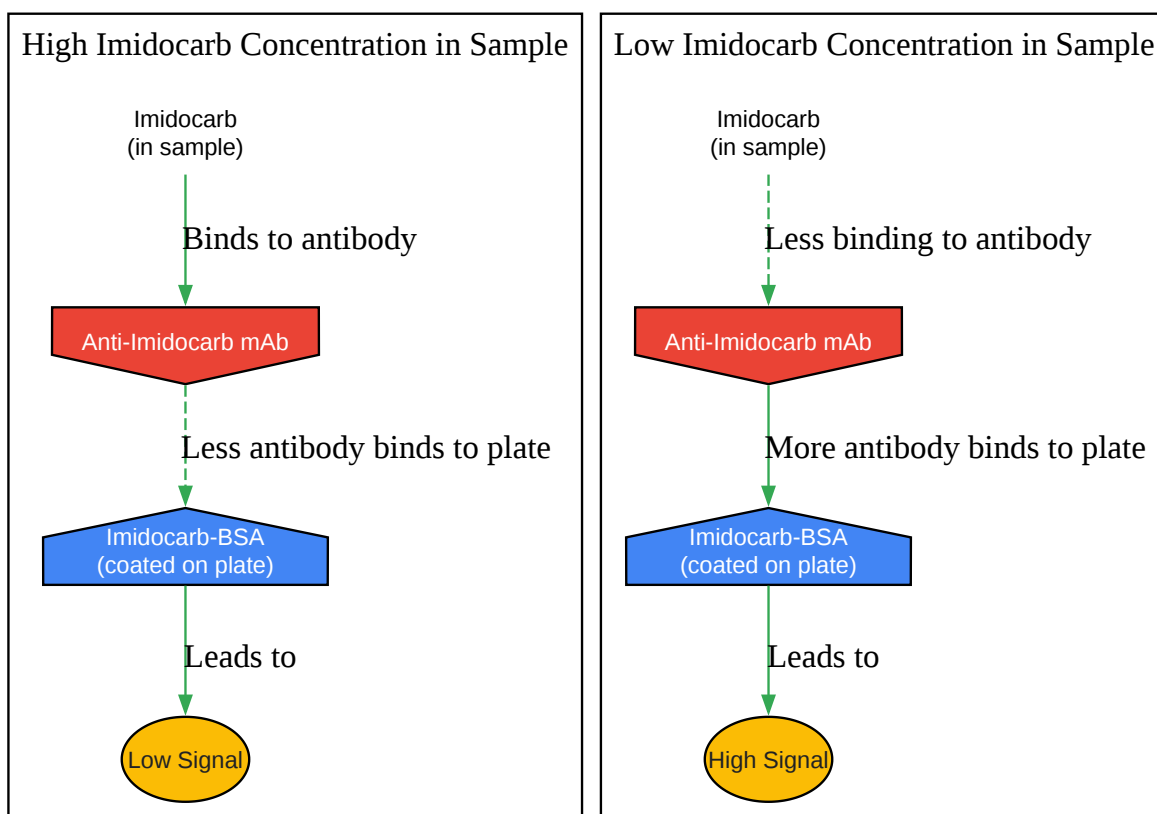 High Imidocarb Concentration in Sample
Imidocarb
(in sample)
Binds to antibody
Anti-Imidocarb mAb
Less antibody binds to plate
Imidocarb-BSA
(coated on plate)
Leads to
Low Signal
Low Imidocarb Concentration in Sample
Imidocarb
(in sample)
Less binding to antibody
Anti-Imidocarb mAb
More antibody binds to plate
Imidocarb-BSA
(coated on plate)
Leads to
High Signal